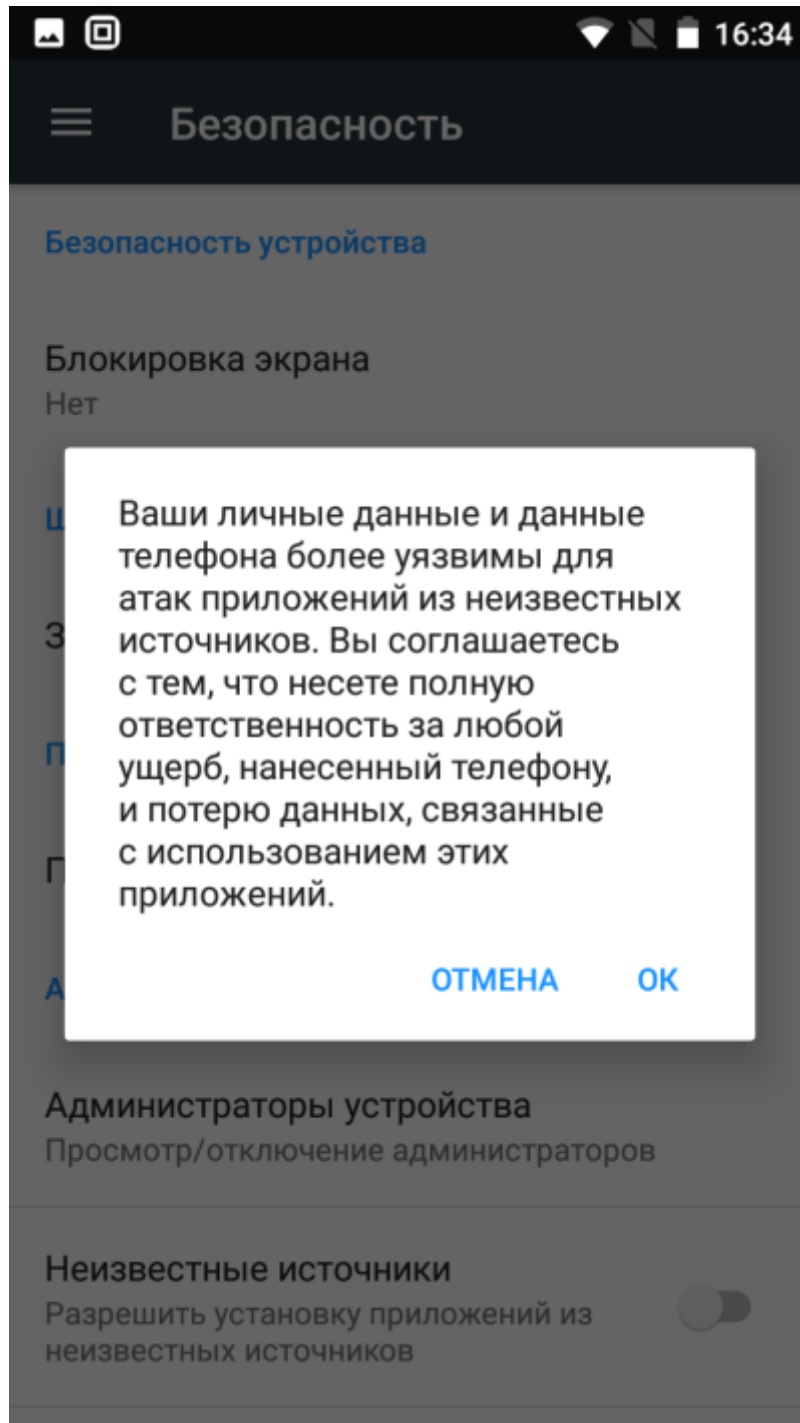 16:34
Безопасность
Безопасность устройства
Блокировка экрана
Нет
Ваши личные данные и данные
телефона более уязвимы для
атак приложений из неизвестных
источников. Вы соглашаетесь
с тем, что несете полную
ответственность за любой
ущерб, нанесенный телефону,
и потерю данных, связанные
с использованием этих
приложений.
ОТМЕНА ОК
Администраторы устройства
Просмотр/отключение администраторов
Неизвестные источники
Разрешить установку приложений из
неизвестных источников